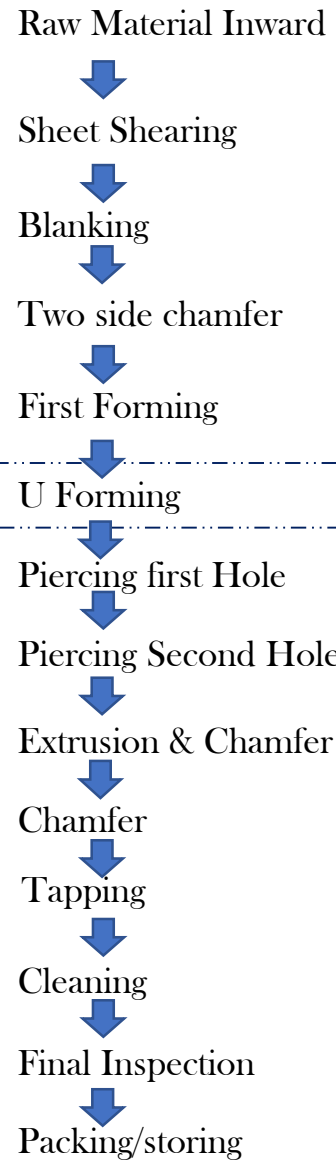 Raw Material Inward
Sheet Shearing
Blanking
Two side chamfer
First Forming
U Forming
Piercing first Hole
Piercing Second Hole
Extrusion & Chamfer
Chamfer
Tapping
Cleaning
Final Inspection
Packing/storing